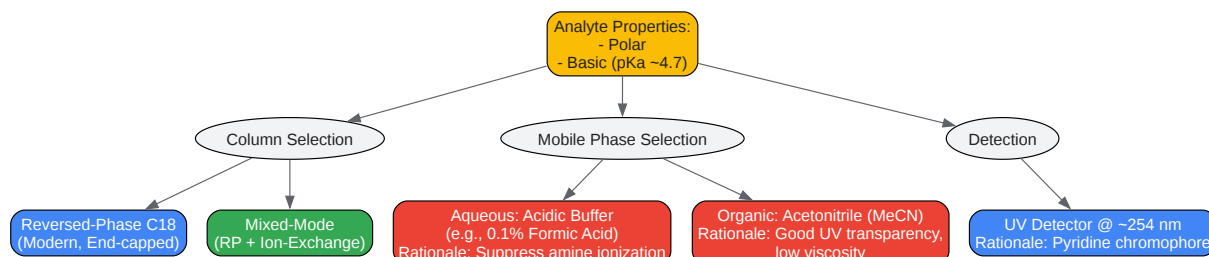 Analyte Properties:
- Polar
- Basic (pKa ~4.7)
Column Selection
Mobile Phase Selection
Detection
Reversed-Phase C18
(Modern, End-capped)
Mixed-Mode
(RP + Ion-Exchange)
Aqueous: Acidic Buffer
(e.g., 0.1% Formic Acid)
Rationale: Suppress amine ionization
Organic: Acetonitrile (MeCN)
Rationale: Good UV transparency,
low viscosity
UV Detector @ ~254 nm
Rationale: Pyridine chromophore